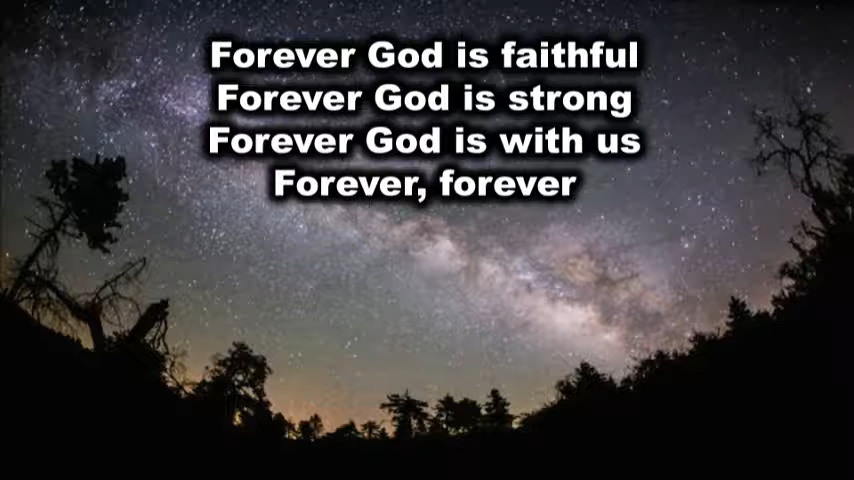 Forever God is faithful
Forever God is strong
Forever God is with us
Forever, forever